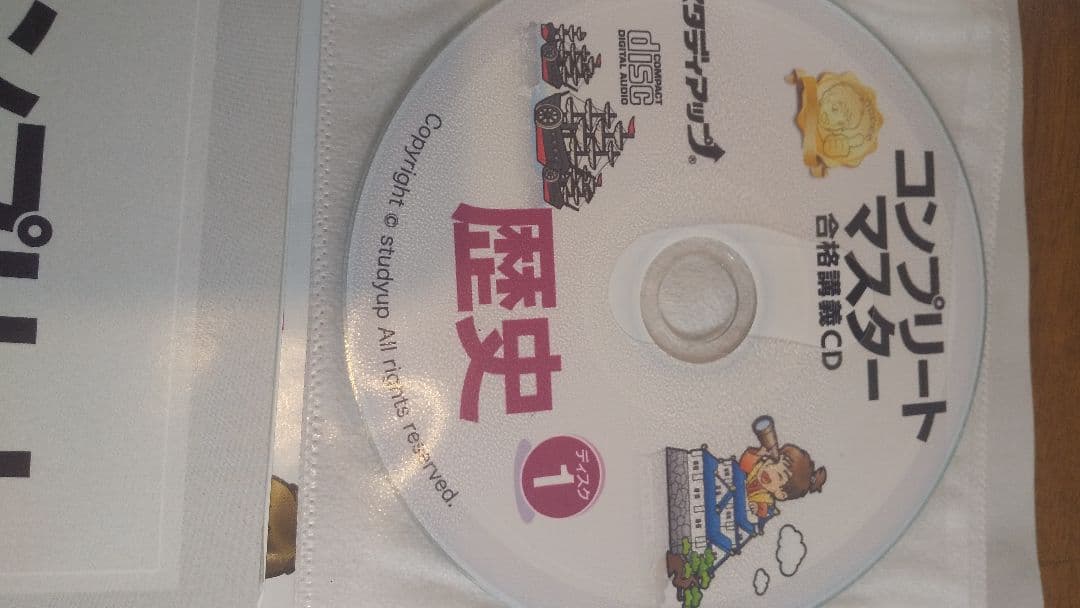 スタディアップ®
COMPACT
disc
DIGITAL AUDIO
コンプリート
マスター
合格講義CD
歴史
ディスク
1
Copyright © studyup All rights reserved.